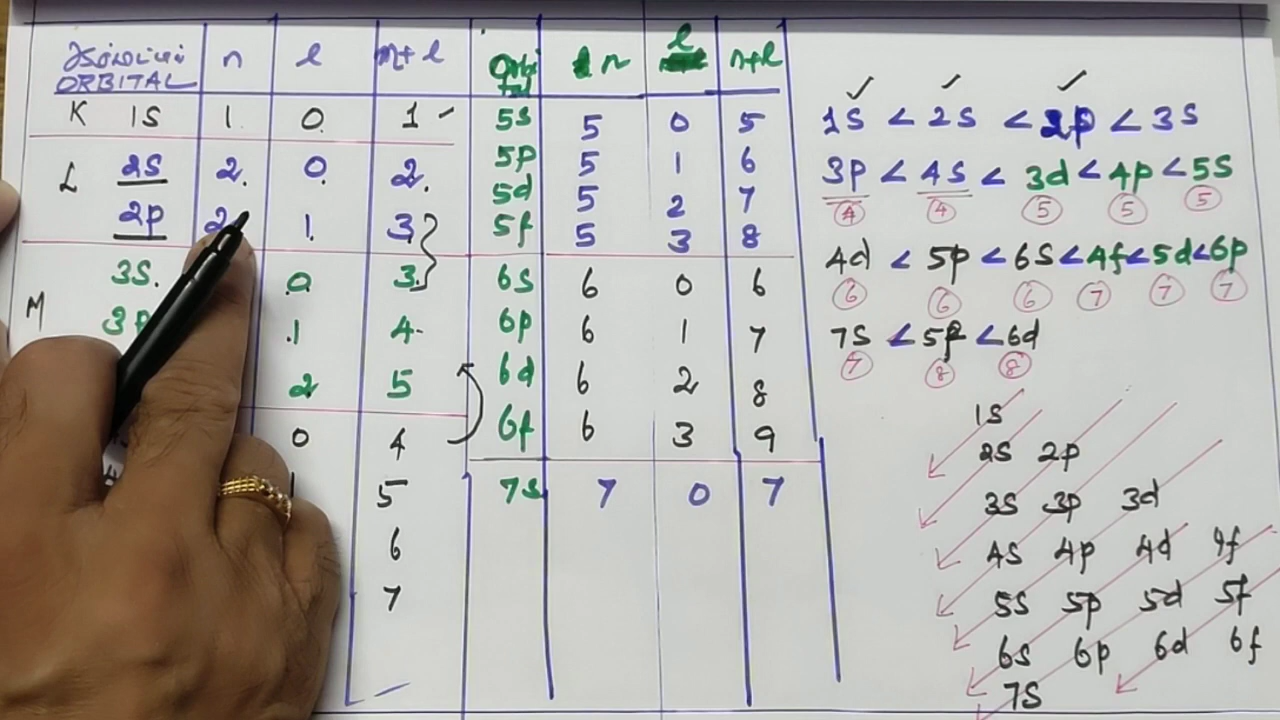 ORBITAL n l n+l
K 1S 1 0 1
L 2S 2 0 2
2p 2 1 3
3S 0 3
M 1 4
2 5
0 4
5
6
7
n l n+l
5S 5 0 5
5p 5 1 6
5d 5 2 7
5f 5 3 8
6S 6 0 6
6p 6 1 7
6d 6 2 8
6f 6 3 9
7S 7 0 7
1S < 2S < 2p < 3S
3p < 4S < 3d < 4p < 5S
4 4 5 5 5
4d < 5p < 6S < 4f < 5d < 6p
6 6 6 7 7 7
7S < 5f < 6d
7 8 8
1S
2S 2p
3S 3p 3d
4S 4p 4d 4f
5S 5p 5d 5f
6S 6p 6d 6f
7S